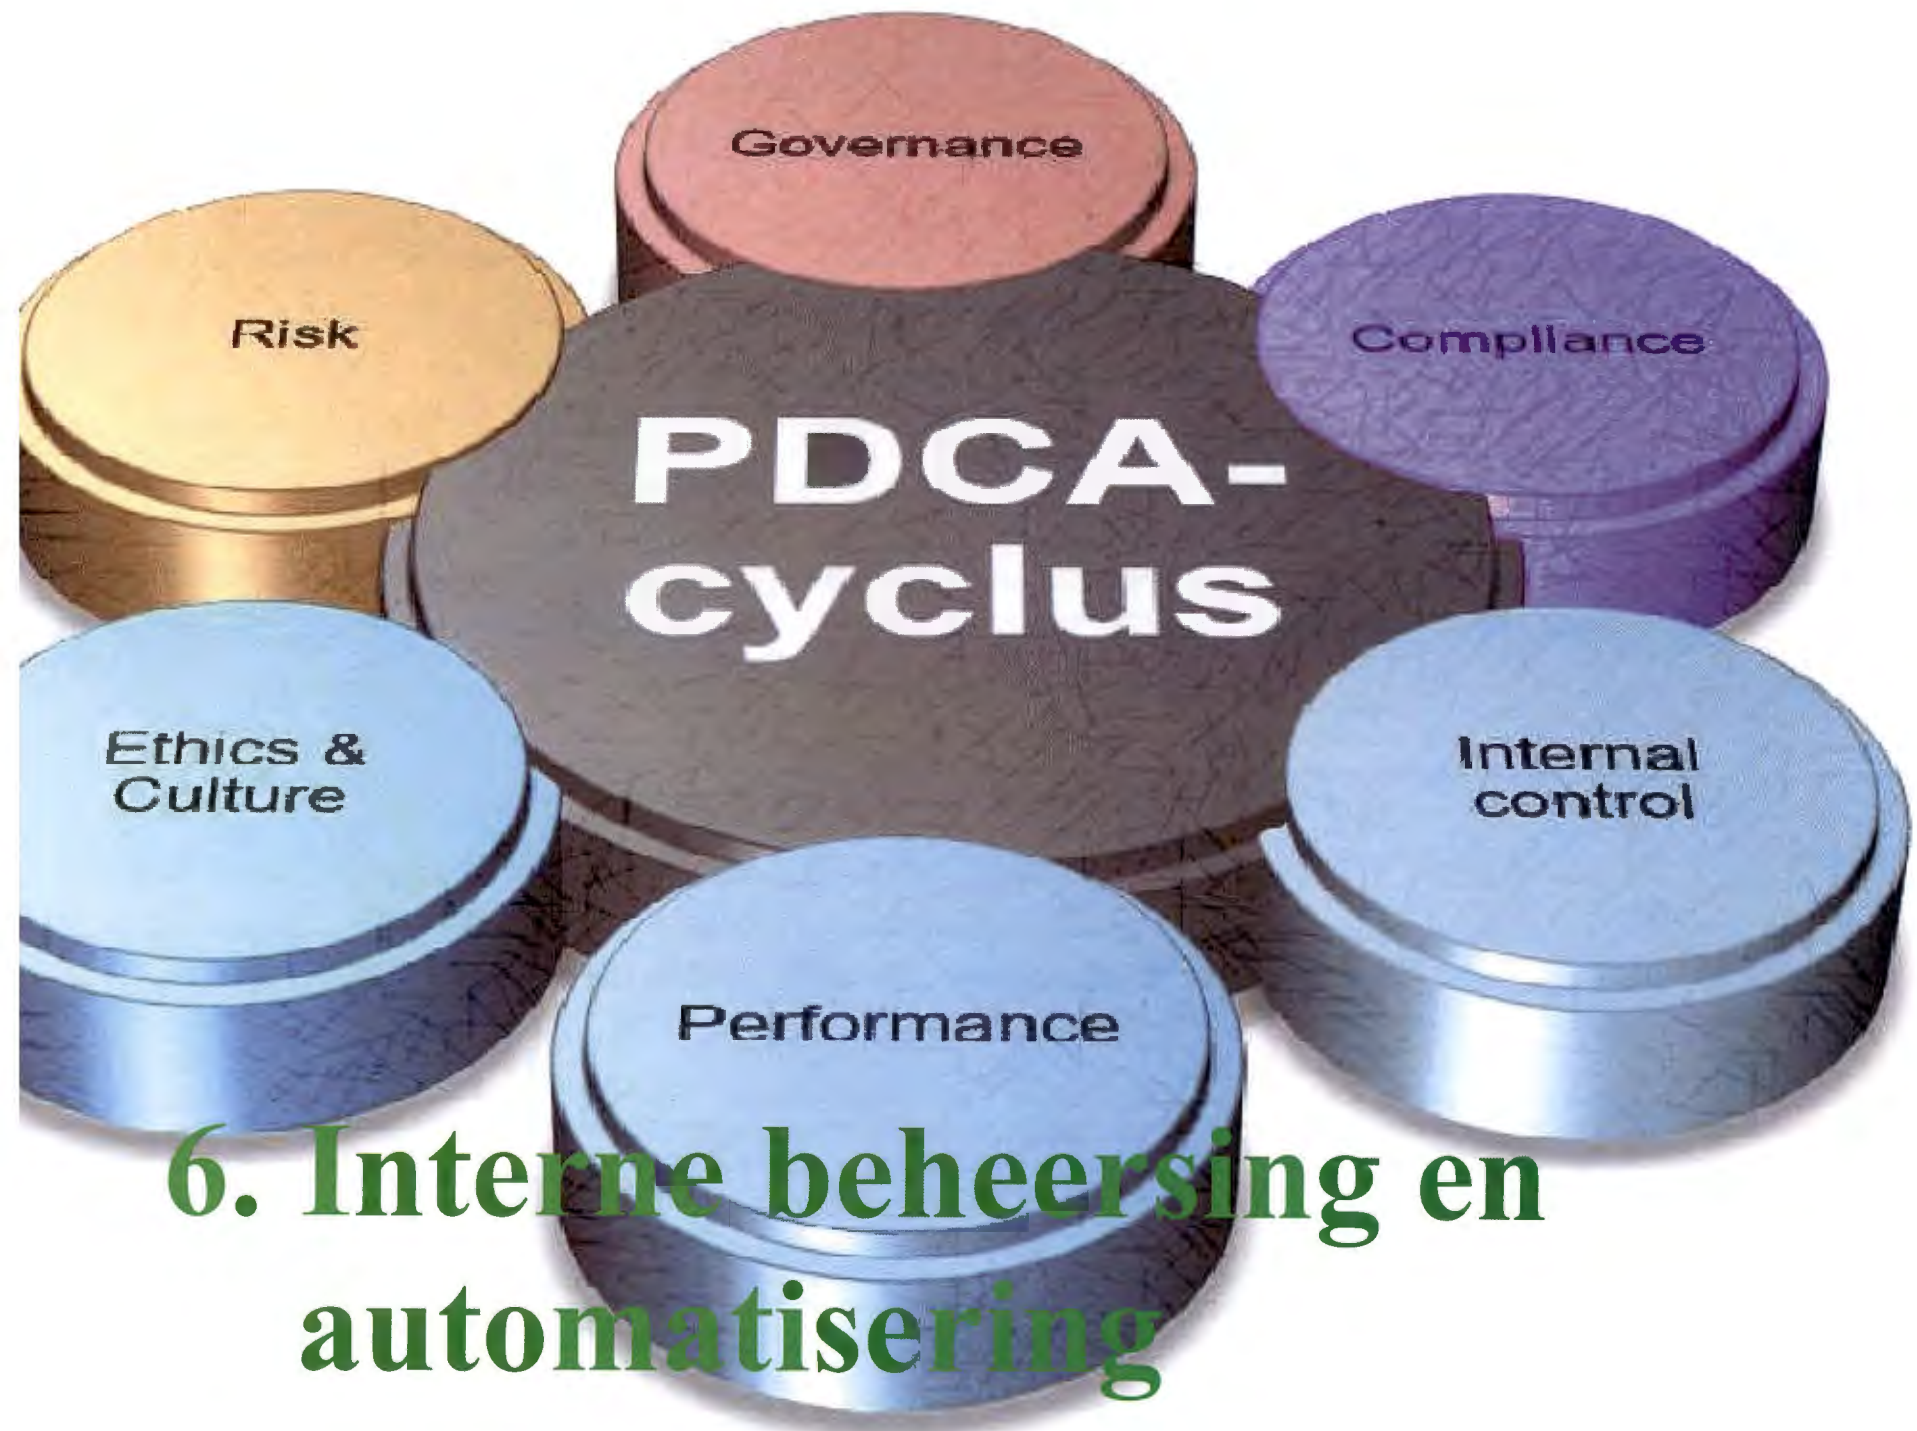 Governance
Risk
Compliance
PDCA-
cyclus
Ethics &
Culture
Internal
control
Performance
6. Interne beheersing en
automatisering